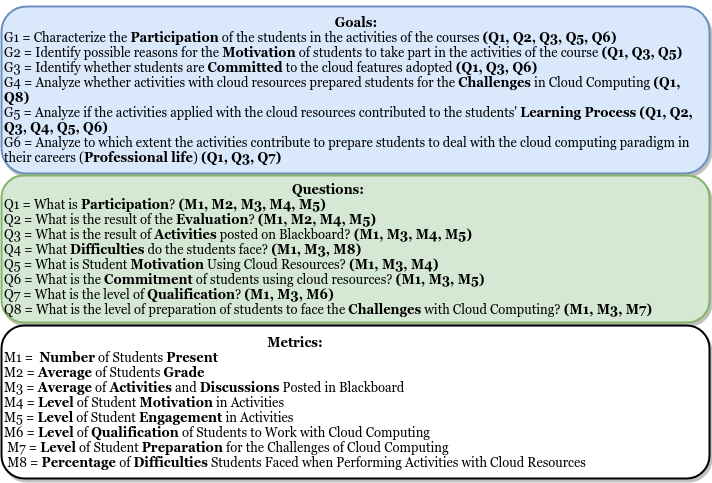 Goals:
G1 = Characterize the Participation of the students in the activities of the courses (Q1, Q2, Q3, Q5, Q6)
G2 = Identify possible reasons for the Motivation of students to take part in the activities of the course (Q1, Q3, Q5)
G3 = Identify whether students are Committed to the cloud features adopted (Q1, Q3, Q6)
G4 = Analyze whether activities with cloud resources prepared students for the Challenges in Cloud Computing (Q1,
Q8)
G5 = Analyze if the activities applied with the cloud resources contributed to the students' Learning Process (Q1, Q2,
Q3, Q4, Q5, Q6)
G6 = Analyze to which extent the activities contribute to prepare students to deal with the cloud computing paradigm in
their careers (Professional life) (Q1, Q3, Q7)
Questions:
Q1 = What is Participation? (M1, M2, M3, M4, M5)
Q2 = What is the result of the Evaluation? (M1, M2, M4, M5)
Q3 = What is the result of Activities posted on Blackboard? (M1, M3, M4, M5)
Q4 = What Difficulties do the students face? (M1, M3, M8)
Q5 = What is Student Motivation Using Cloud Resources? (M1, M3, M4)
Q6 = What is the Commitment of students using cloud resources? (M1, M3, M5)
Q7 = What is the level of Qualification? (M1, M3, M6)
Q8 = What is the level of preparation of students to face the Challenges with Cloud Computing? (M1, M3, M7)
Metrics:
M1 = Number of Students Present
M2 = Average of Students Grade
M3 = Average of Activities and Discussions Posted in Blackboard
M4 = Level of Student Motivation in Activities
M5 = Level of Student Engagement in Activities
M6 = Level of Qualification of Students to Work with Cloud Computing
M7 = Level of Student Preparation for the Challenges of Cloud Computing
M8 = Percentage of Difficulties Students Faced when Performing Activities with Cloud Resources